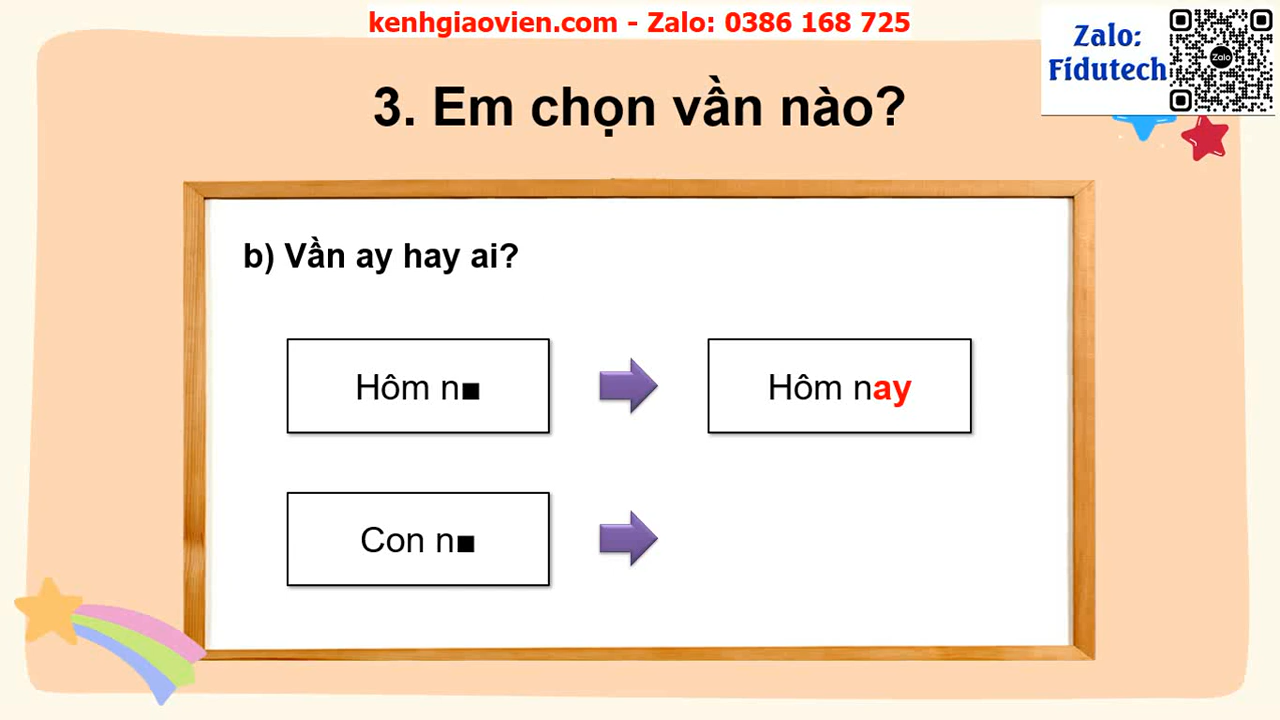 kenhgiaovien.com - Zalo: 0386 168 725
Zalo:
Fidutech
Zalo
3. Em chọn vần nào?
b) Vần ay hay ai?
Hôm n■
Hôm nay
Con n■